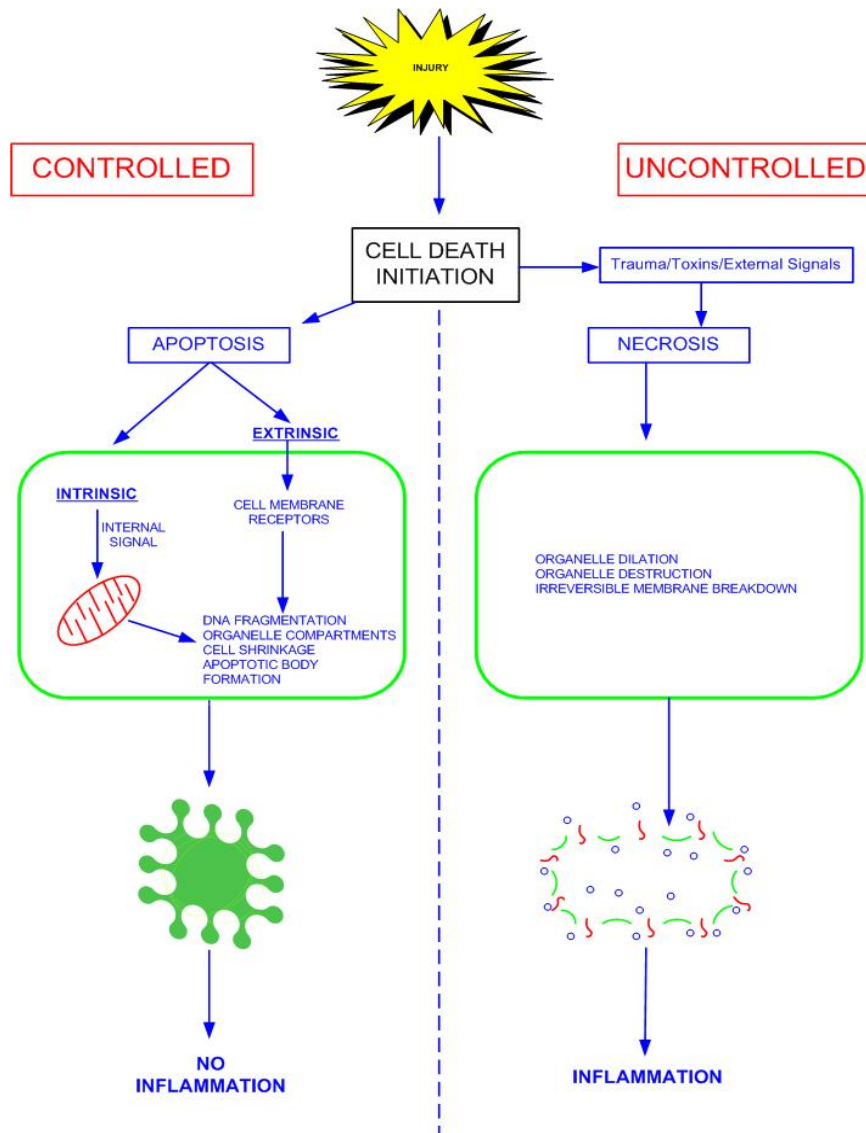 INJURY
CONTROLLED
UNCONTROLLED
CELL DEATH
INITIATION
Trauma/Toxins/External Signals
APOPTOSIS
NECROSIS
EXTRINSIC
INTRINSIC
INTERNAL
SIGNAL
CELL MEMBRANE
RECEPTORS
DNA FRAGMENTATION
ORGANELLE COMPARTMENTS
CELL SHRINKAGE
APOPTOTIC BODY
FORMATION
ORGANELLE DILATION
ORGANELLE DESTRUCTION
IRREVERSIBLE MEMBRANE BREAKDOWN
NO
INFLAMMATION
INFLAMMATION